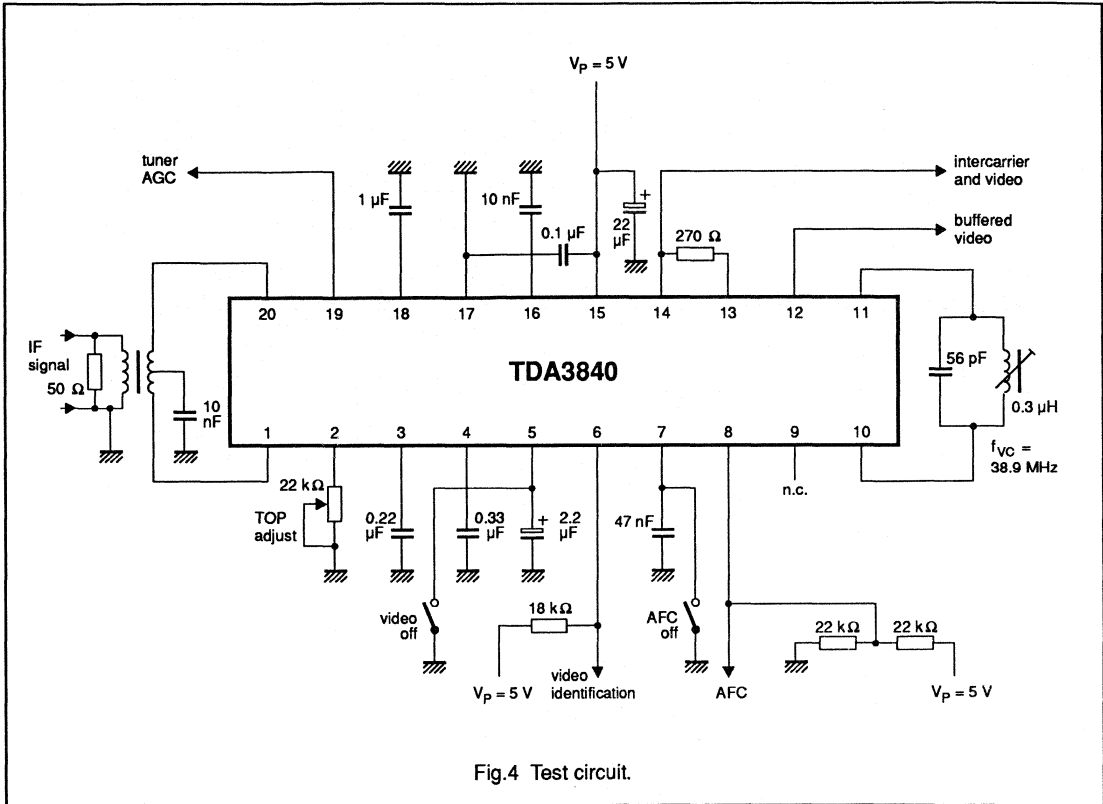 V_P = 5 V
tuner
AGC
intercarrier
and video
buffered
video
1 µF
10 nF
0.1 µF
+
22
µF
270 Ω
20 19 18 17 16 15 14 13 12 11
IF
signal
50 Ω
10
nF
TDA3840
56 pF
0.3 µH
f_VC =
38.9 MHz
1 2 3 4 5 6 7 8 9 10
n.c.
22 kΩ
TOP
adjust
0.22
µF
0.33
µF
+
2.2
µF
47 nF
video
off
18 kΩ
AFC
off
22 kΩ 22 kΩ
V_P = 5 V
video
identification
AFC
V_P = 5 V
Fig.4 Test circuit.